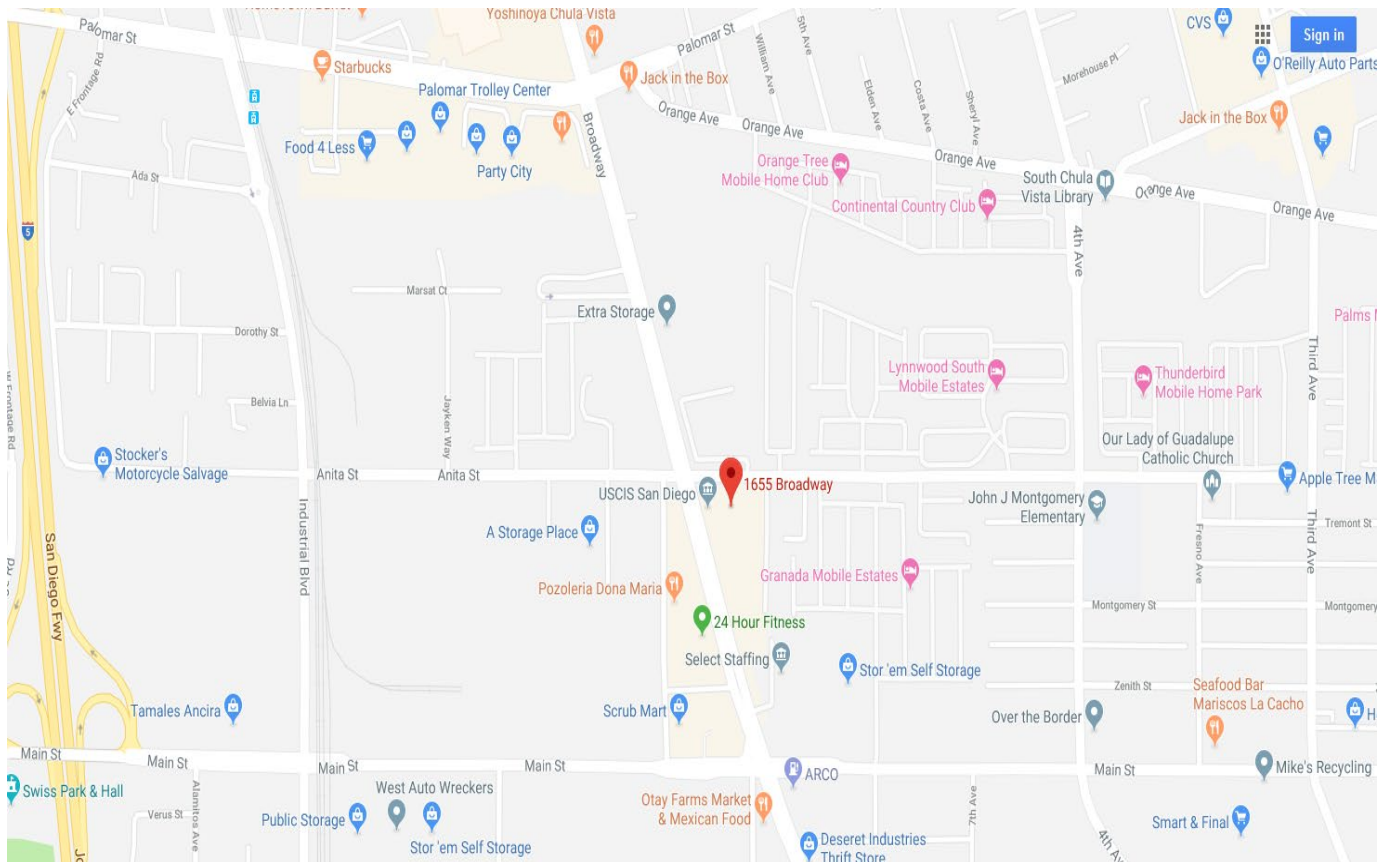 Palomar St
Yoshinoya Chula Vista
Palomar St
CVS
Sign in
O'Reilly Auto Parts
Starbucks
Jack in the Box
5th Ave
William Ave
Morehouse Pl
E Frontage Rd
Palomar Trolley Center
Elden Ave
Costa Ave
Sheryl Ave
Jack in the Box
Food 4 Less
Broadway
Orange Ave
Orange Ave
Orange Ave
Party City
Orange Tree
Mobile Home Club
South Chula
Vista Library
Orange Ave
Orange Ave
Ada St
Continental Country Club
5
4th Ave
Marsat Ct
Extra Storage
Palms
Dorothy St
Third Ave
Lynnwood South
Mobile Estates
Thunderbird
Mobile Home Park
W Frontage Rd
Belvia Ln
Jayken Way
Our Lady of Guadalupe
Catholic Church
Stocker's
Motorcycle Salvage
Anita St
Anita St
1655 Broadway
USCIS San Diego
John J Montgomery
Elementary
Apple Tree M
Industrial Blvd
A Storage Place
Third Ave
Tremont St
Fresno Ave
San Diego Fwy
Pozoleria Dona Maria
Granada Mobile Estates
Montgomery St
Montgomery
24 Hour Fitness
Select Staffing
Stor 'em Self Storage
Zenith St
Seafood Bar
Mariscos La Cacho
Tamales Ancira
Scrub Mart
Over the Border
H
Main St
Main St
Main St
Main St
ARCO
Main St
Mike's Recycling
Swiss Park & Hall
Alamitos Ave
West Auto Wreckers
Otay Farms Market
& Mexican Food
7th Ave
Verus St
Public Storage
Smart & Final
Stor 'em Self Storage
Deseret Industries
Thrift Store
4th Av
Jo